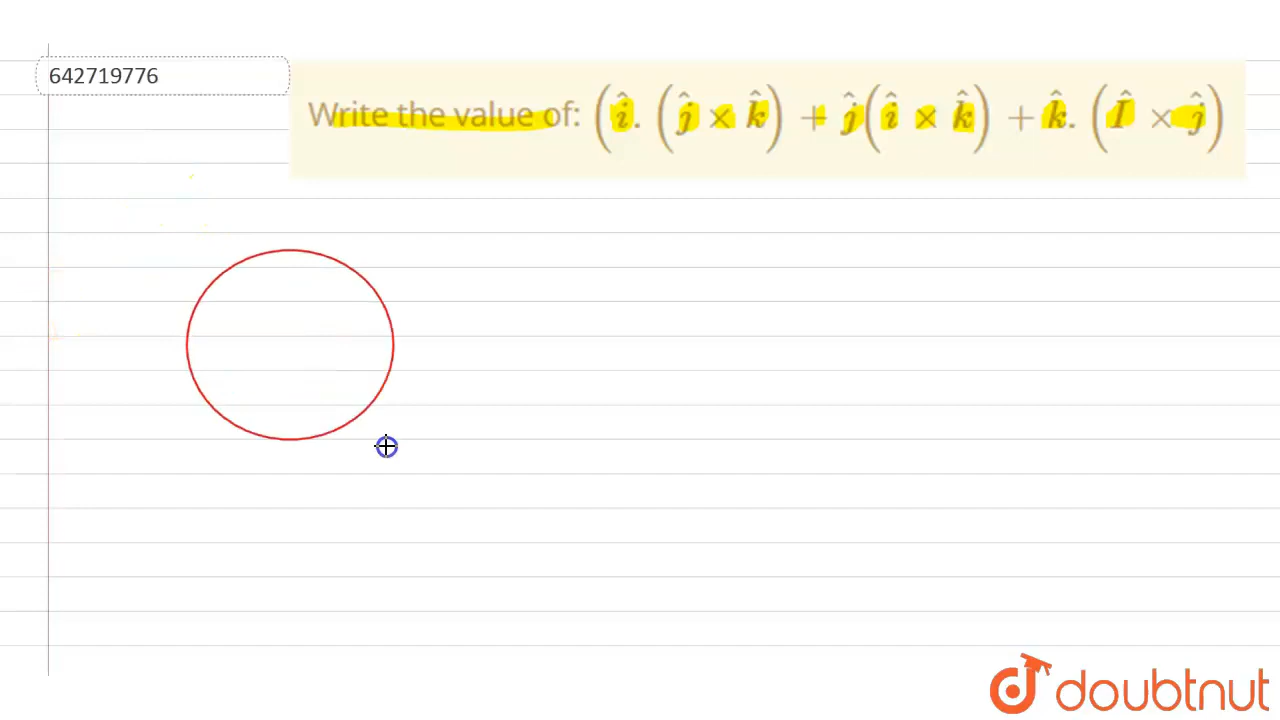 642719776
Write the value of: (î. (ĵ × k̂) + ĵ(î × k̂) + k̂. (Î × ĵ)
doubtnut